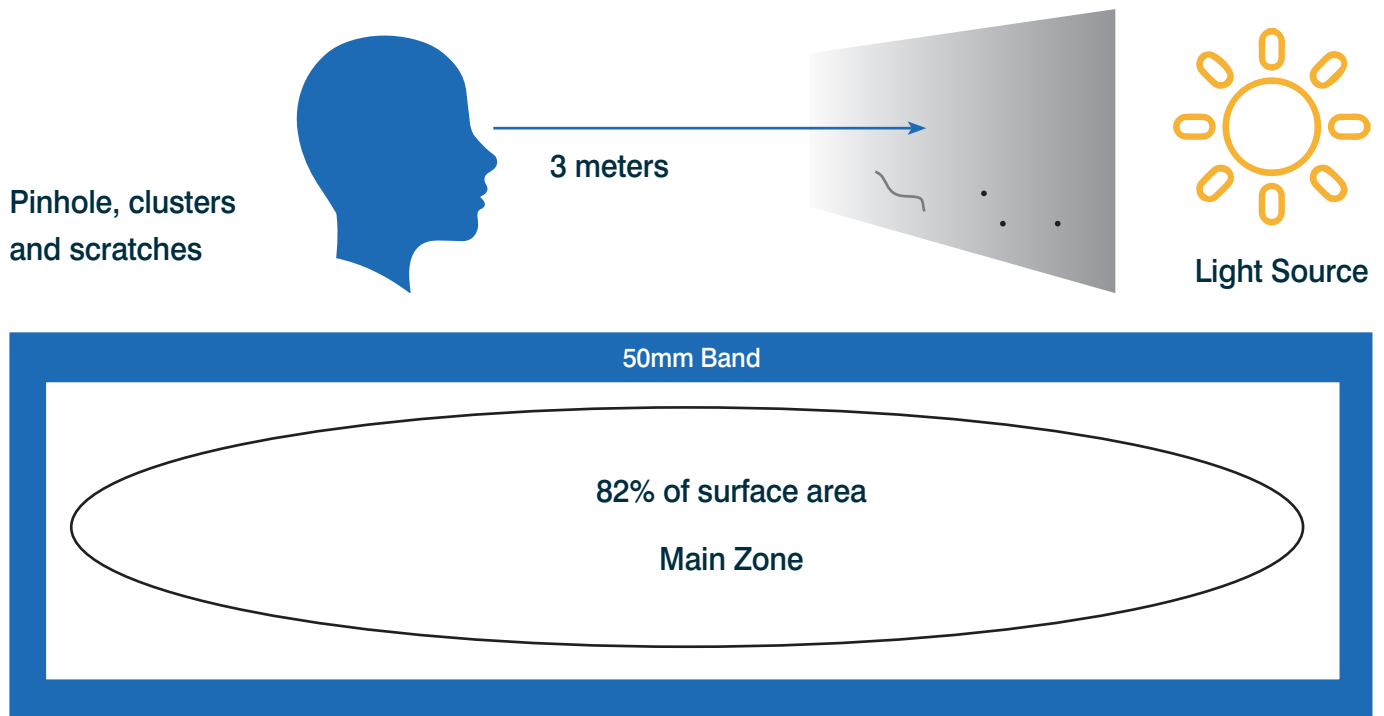 3 meters
Pinhole, clusters
and scratches
Light Source
50mm Band
82% of surface area
Main Zone